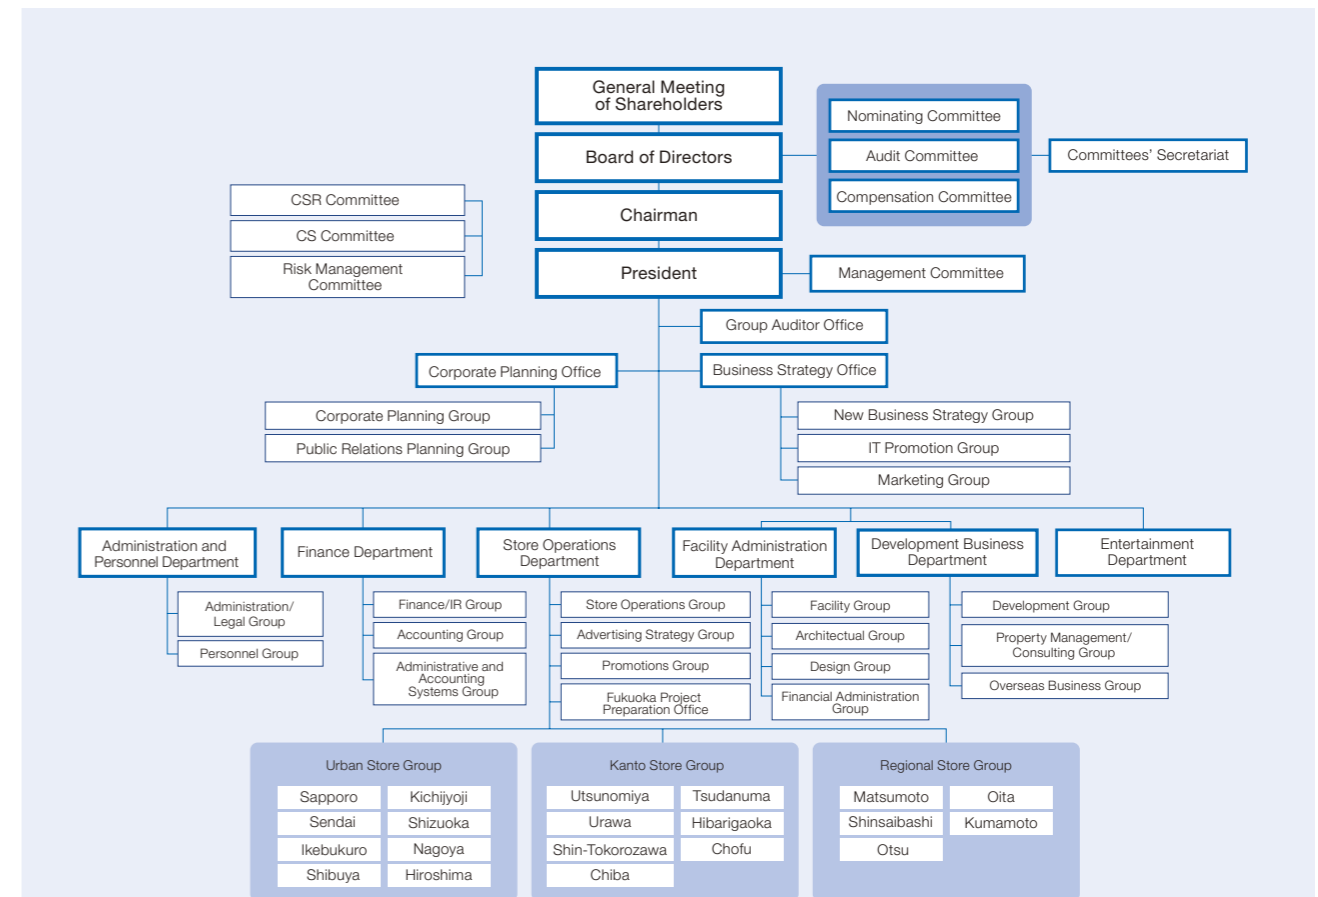 General Meeting
of Shareholders
Nominating Committee
Board of Directors
Audit Committee
Committees' Secretariat
Compensation Committee
CSR Committee
Chairman
CS Committee
Risk Management
Committee
President
Management Committee
Group Auditor Office
Corporate Planning Office
Business Strategy Office
Corporate Planning Group
Public Relations Planning Group
New Business Strategy Group
IT Promotion Group
Marketing Group
Administration and
Personnel Department
Finance Department
Store Operations
Department
Facility Administration
Department
Development Business
Department
Entertainment
Department
Administration/
Legal Group
Personnel Group
Finance/IR Group
Accounting Group
Administrative and
Accounting
Systems Group
Store Operations Group
Advertising Strategy Group
Promotions Group
Fukuoka Project
Preparation Office
Facility Group
Architectual Group
Design Group
Financial Administration
Group
Development Group
Property Management/
Consulting Group
Overseas Business Group
Urban Store Group
Sapporo
Kichijyoji
Sendai
Shizuoka
Ikebukuro
Nagoya
Shibuya
Hiroshima
Kanto Store Group
Utsunomiya
Tsudanuma
Urawa
Hibarigaoka
Shin-Tokorozawa
Chofu
Chiba
Regional Store Group
Matsumoto
Oita
Shinsaibashi
Kumamoto
Otsu